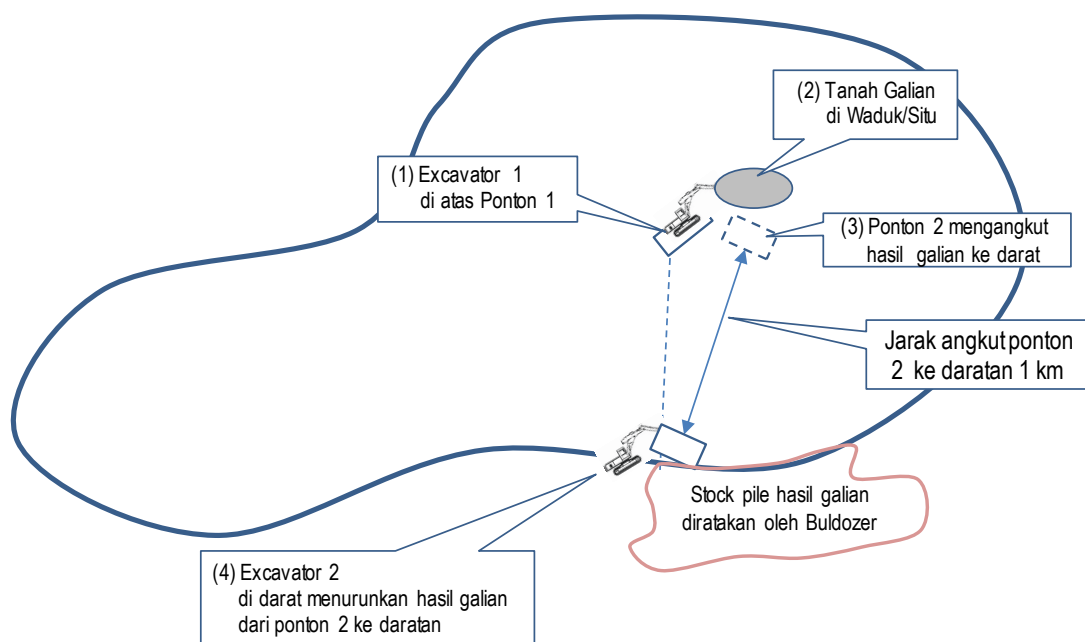 (2) Tanah Galian
di Waduk/Situ
(1) Excavator 1
di atas Ponton 1
(3) Ponton 2 mengangkut
hasil galian ke darat
Jarak angkut ponton
2 ke daratan 1 km
Stock pile hasil galian
diratakan oleh Buldozer
(4) Excavator 2
di darat menurunkan hasil galian
dari ponton 2 ke daratan